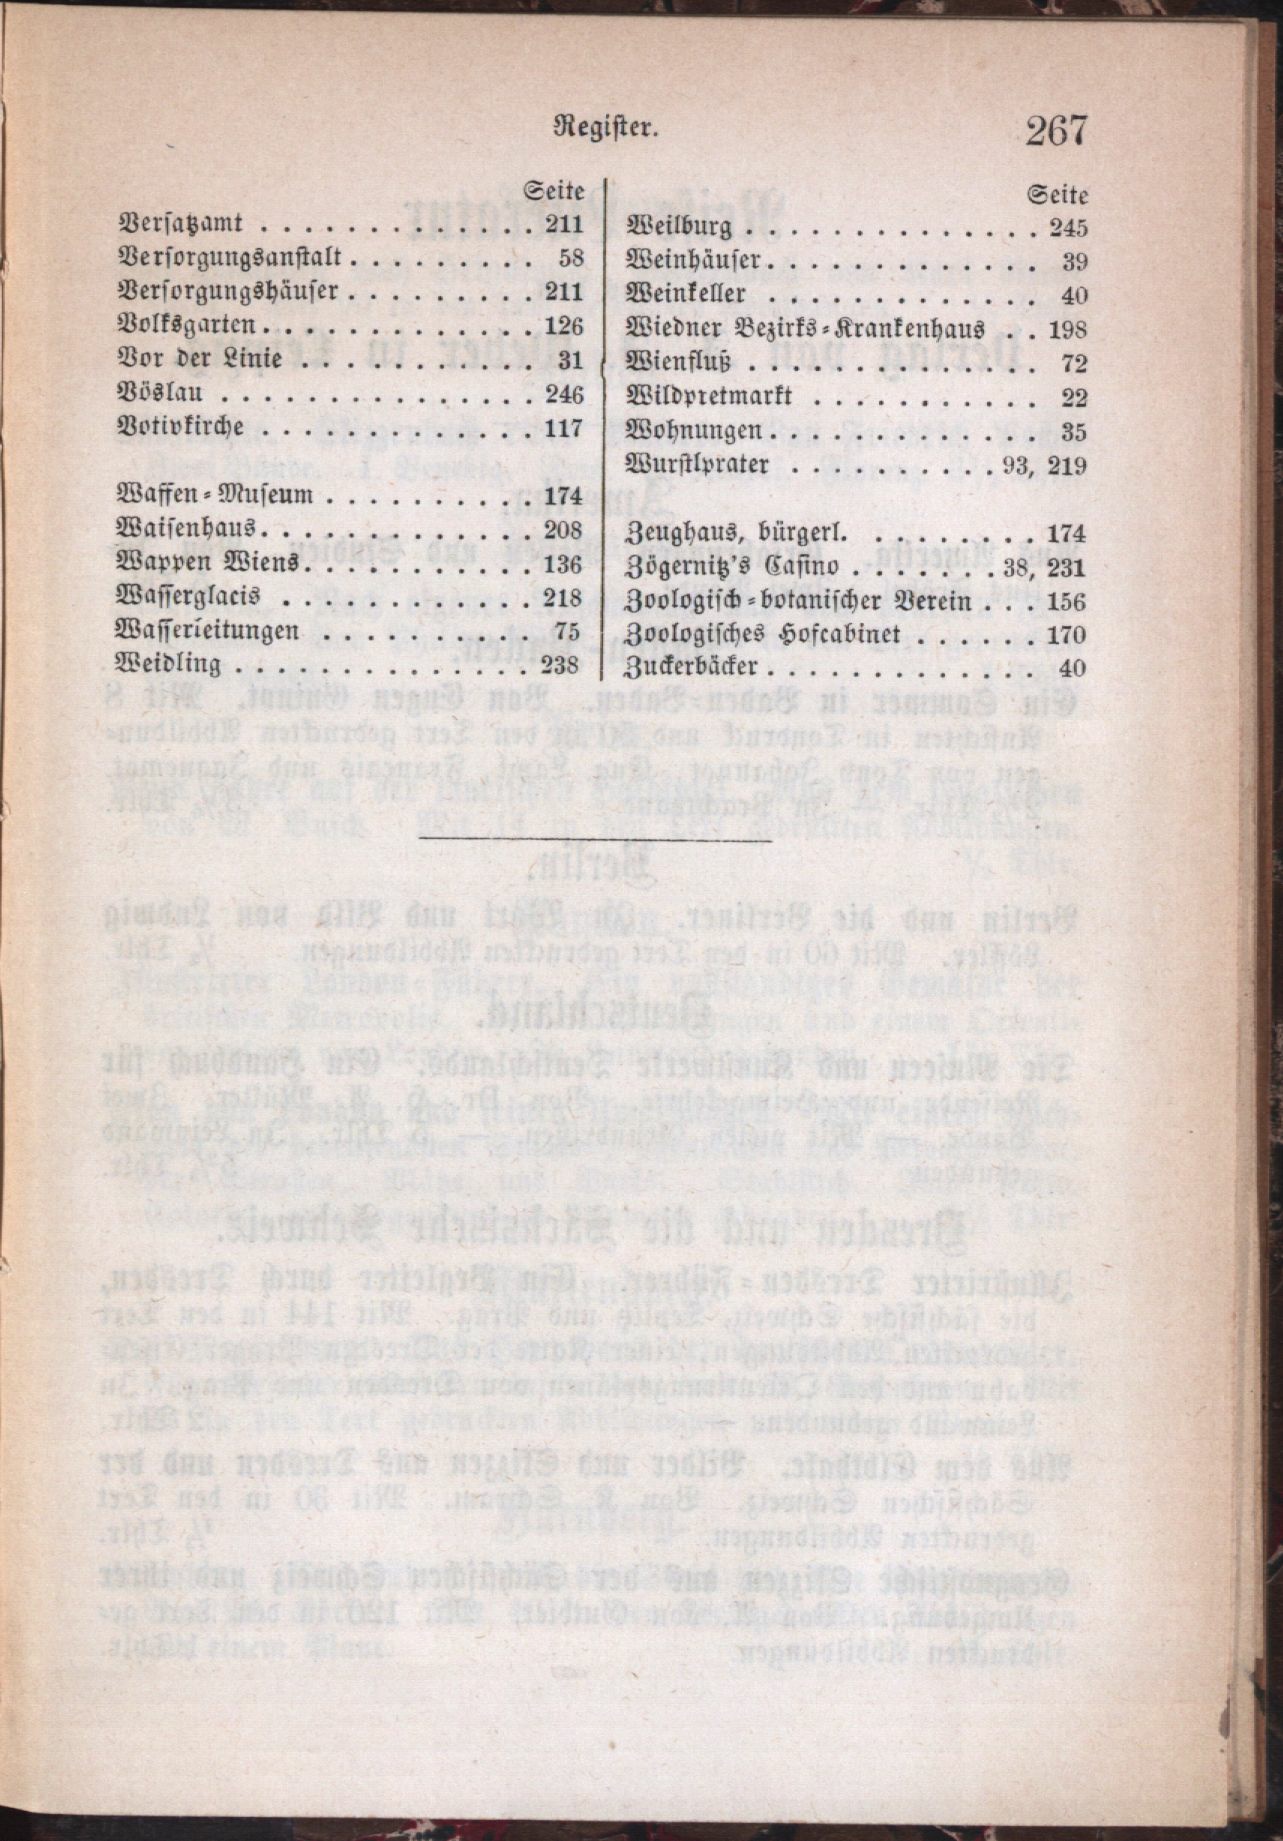 Register.
267
Seite
Versatzamt . . . . . . . . . . . . . 211
Versorgungsanstalt . . . . . . . . . 58
Versorgungshäuser . . . . . . . . . 211
Volksgarten . . . . . . . . . . . . . 126
Vor der Linie . . . . . . . . . . . 31
Vöslau . . . . . . . . . . . . . . . 246
Votivkirche . . . . . . . . . . . . . 117
Waffen-Museum . . . . . . . . . . 174
Waisenhaus . . . . . . . . . . . . . 208
Wappen Wiens . . . . . . . . . . . 136
Wasserglacis . . . . . . . . . . . . 218
Wasserleitungen . . . . . . . . . . 75
Weidling . . . . . . . . . . . . . . 238
Seite
Weilburg . . . . . . . . . . . . . . 245
Weinhäuser . . . . . . . . . . . . . 39
Weinkeller . . . . . . . . . . . . . 40
Wiedner Bezirks-Krankenhaus . . 198
Wienfluß . . . . . . . . . . . . . . 72
Wildpretmarkt . . . . . . . . . . . 22
Wohnungen . . . . . . . . . . . . . 35
Wurstlprater . . . . . . . . . . 93, 219
Zeughaus, bürgerl. . . . . . . . . 174
Zögernitz's Casino . . . . . . . 38, 231
Zoologisch-botanischer Verein . . . 156
Zoologisches Hofcabinet . . . . . . 170
Zuckerbäcker . . . . . . . . . . . . . 40